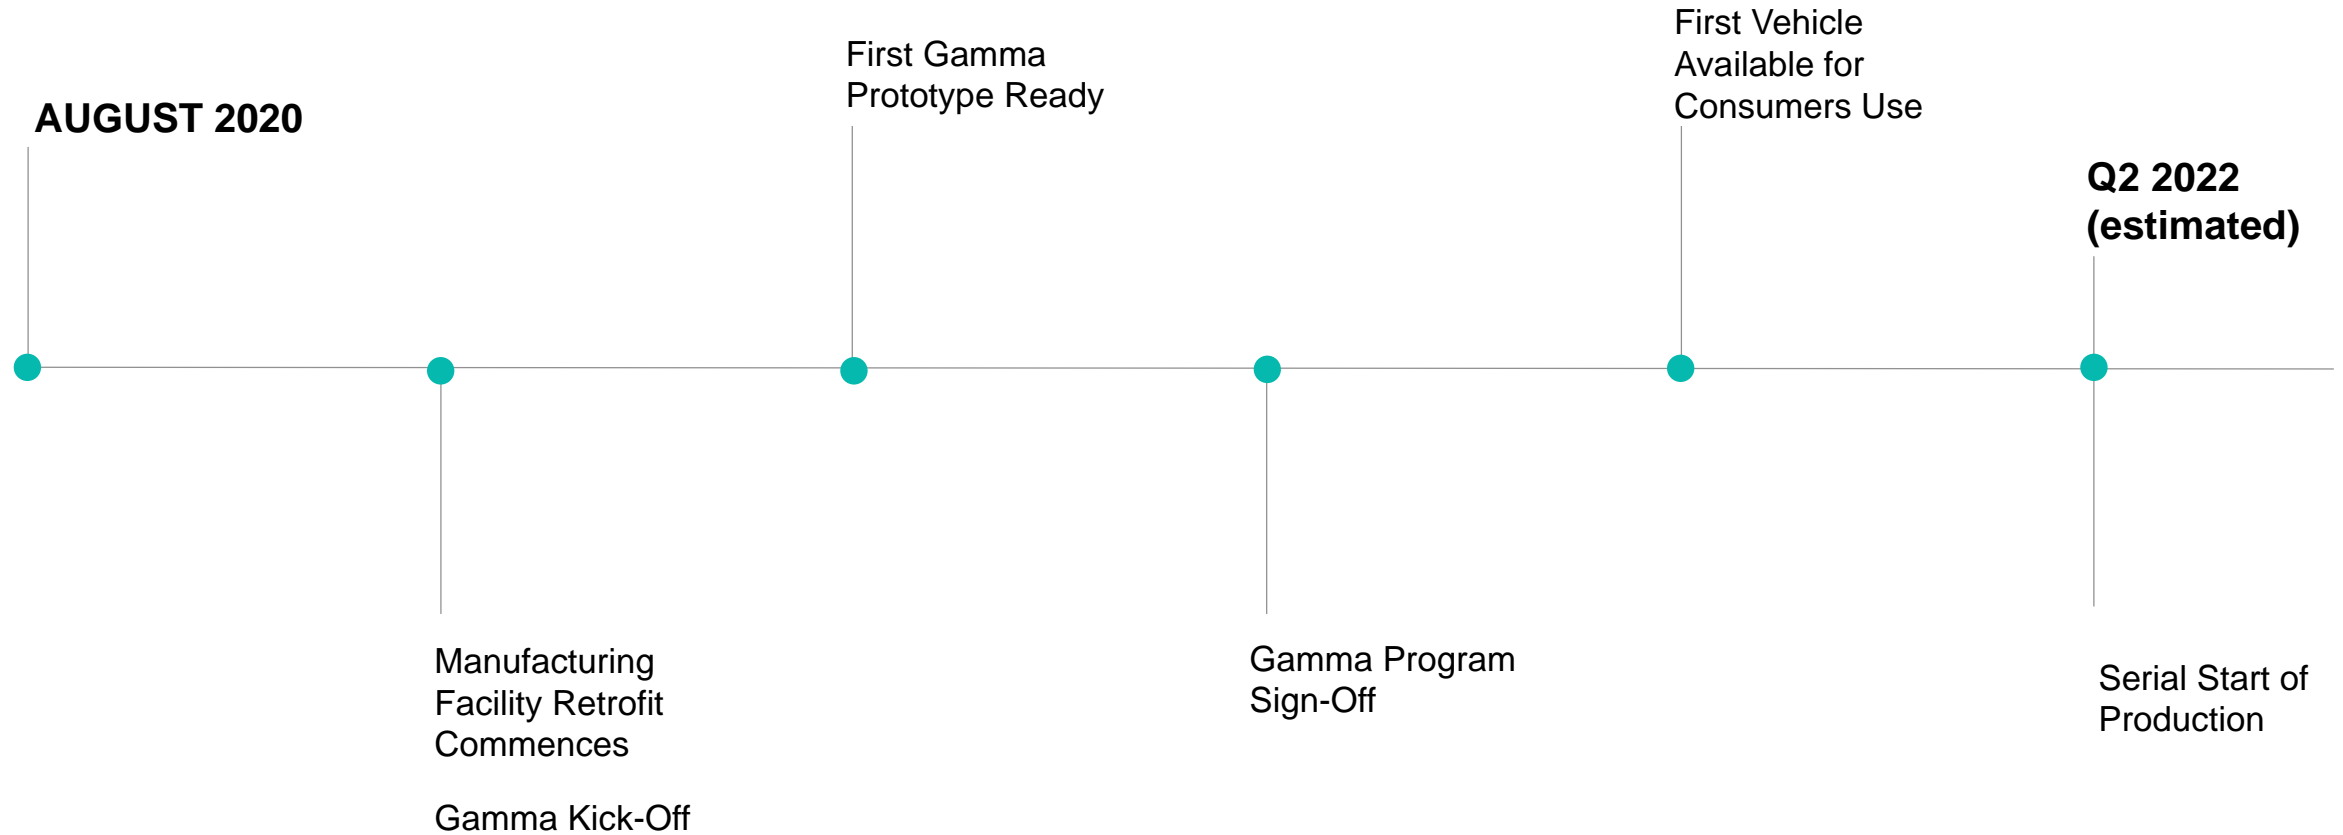 AUGUST 2020
Manufacturing
Facility Retrofit
Commences
Gamma Kick-Off
First Gamma
Prototype Ready
Gamma Program
Sign-Off
First Vehicle
Available for
Consumers Use
Q2 2022
(estimated)
Serial Start of
Production